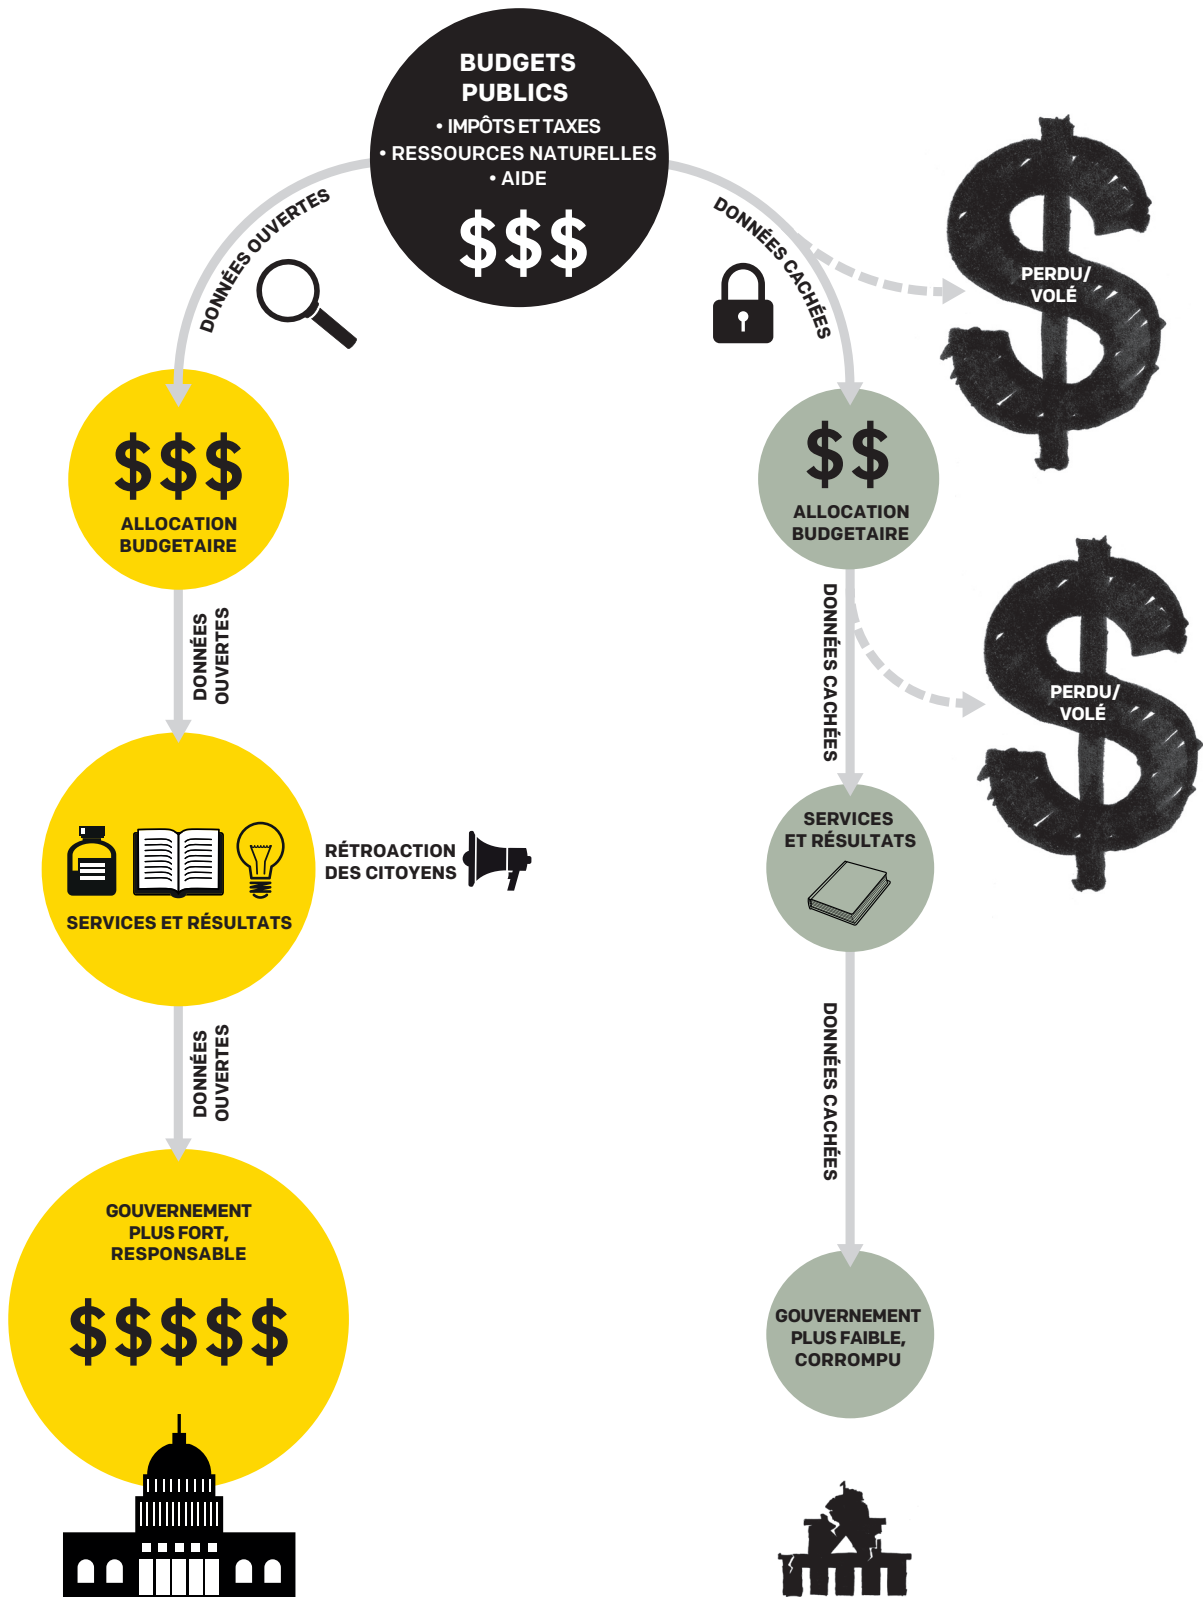 BUDGETS
PUBLICS
• IMPÔTS ET TAXES
• RESSOURCES NATURELLES
• AIDE
$$$
DONNÉES OUVERTES
DONNÉES CACHÉES
$
PERDU/
VOLÉ
$$$
ALLOCATION
BUDGETAIRE
$$
ALLOCATION
BUDGETAIRE
DONNÉES
OUVERTES
DONNÉES CACHÉES
$
PERDU/
VOLÉ
SERVICES ET RÉSULTATS
RÉTROACTION
DES CITOYENS
SERVICES
ET RÉSULTATS
DONNÉES
OUVERTES
DONNÉES CACHÉES
GOUVERNEMENT
PLUS FORT,
RESPONSABLE
$$$$$
GOUVERNEMENT
PLUS FAIBLE,
CORROMPU